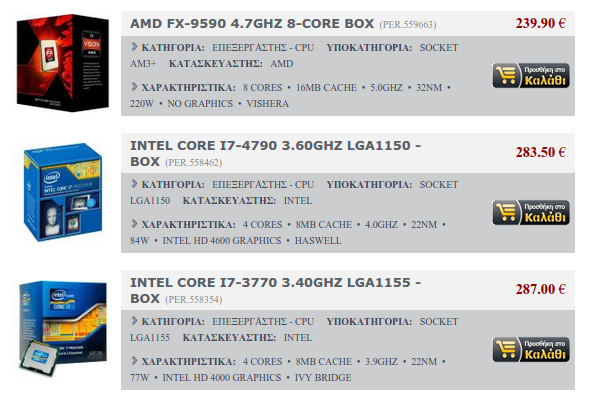 AMD FX-9590 4.7GHZ 8-CORE BOX (PER.559663)
239.90 €
ΚΑΤΗΓΟΡΙΑ: ΕΠΕΞΕΡΓΑΣΤΗΣ - CPU ΥΠΟΚΑΤΗΓΟΡΙΑ: SOCKET
AM3+ ΚΑΤΑΣΚΕΥΑΣΤΗΣ: AMD
ΧΑΡΑΚΤΗΡΙΣΤΙΚΑ: 8 CORES • 16MB CACHE • 5.0GHZ • 32NM •
220W • NO GRAPHICS • VISHERA
Προσθήκη στο
Καλάθι
INTEL CORE I7-4790 3.60GHZ LGA1150 -
BOX (PER.558462)
283.50 €
ΚΑΤΗΓΟΡΙΑ: ΕΠΕΞΕΡΓΑΣΤΗΣ - CPU ΥΠΟΚΑΤΗΓΟΡΙΑ: SOCKET
LGA1150 ΚΑΤΑΣΚΕΥΑΣΤΗΣ: INTEL
ΧΑΡΑΚΤΗΡΙΣΤΙΚΑ: 4 CORES • 8MB CACHE • 4.0GHZ • 22NM •
84W • INTEL HD 4600 GRAPHICS • HASWELL
Προσθήκη στο
Καλάθι
INTEL CORE I7-3770 3.40GHZ LGA1155 -
BOX (PER.558354)
287.00 €
ΚΑΤΗΓΟΡΙΑ: ΕΠΕΞΕΡΓΑΣΤΗΣ - CPU ΥΠΟΚΑΤΗΓΟΡΙΑ: SOCKET
LGA1155 ΚΑΤΑΣΚΕΥΑΣΤΗΣ: INTEL
ΧΑΡΑΚΤΗΡΙΣΤΙΚΑ: 4 CORES • 8MB CACHE • 3.9GHZ • 22NM •
77W • INTEL HD 4000 GRAPHICS • IVY BRIDGE
Προσθήκη στο
Καλάθι